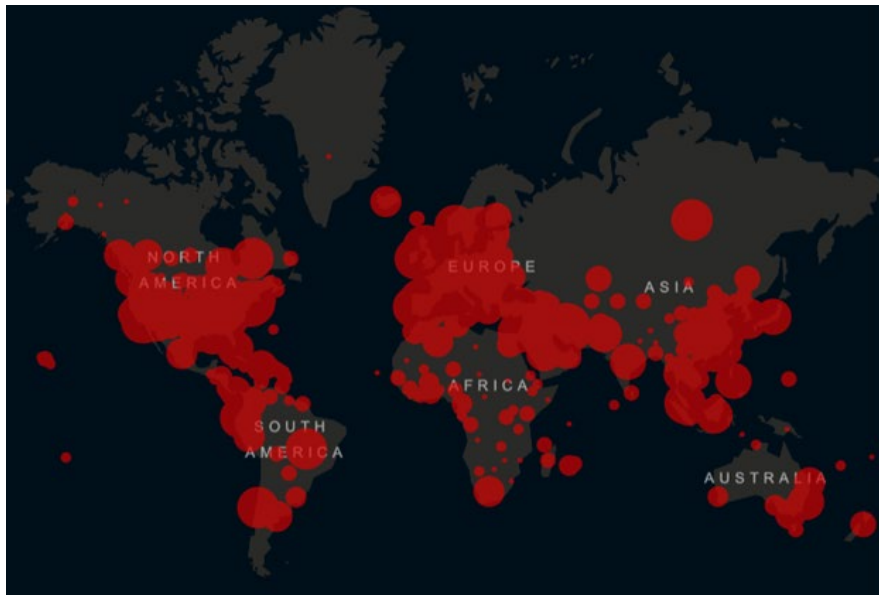 NORTH
AMERICA
EUROPE
ASIA
AFRICA
SOUTH
AMERICA
AUSTRALIA